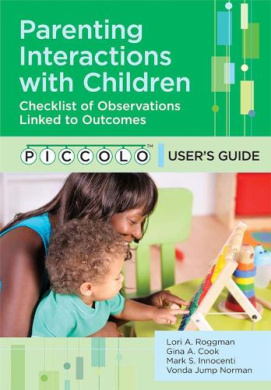 Parenting
Interactions
with Children
Checklist of Observations
Linked to Outcomes
PICCOLO™ USER'S GUIDE
Lori A. Roggman
Gina A. Cook
Mark S. Innocenti
Vonda Jump Norman